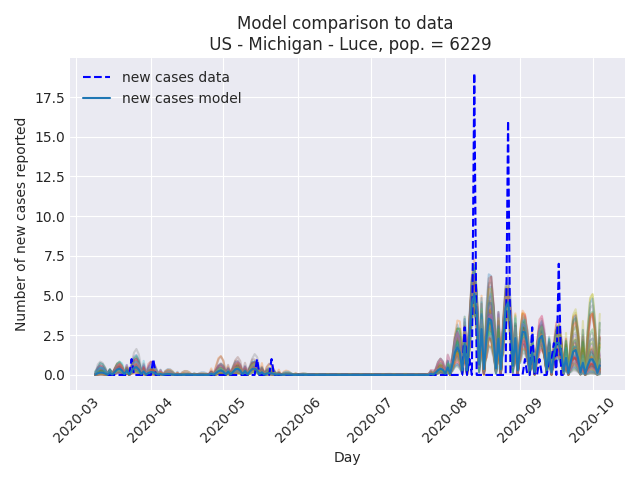 Model comparison to data
US - Michigan - Luce, pop. = 6229
new cases data
new cases model
Number of new cases reported
17.5
15.0
12.5
10.0
7.5
5.0
2.5
0.0
2020-03
2020-04
2020-05
2020-06
2020-07
2020-08
2020-09
2020-10
Day